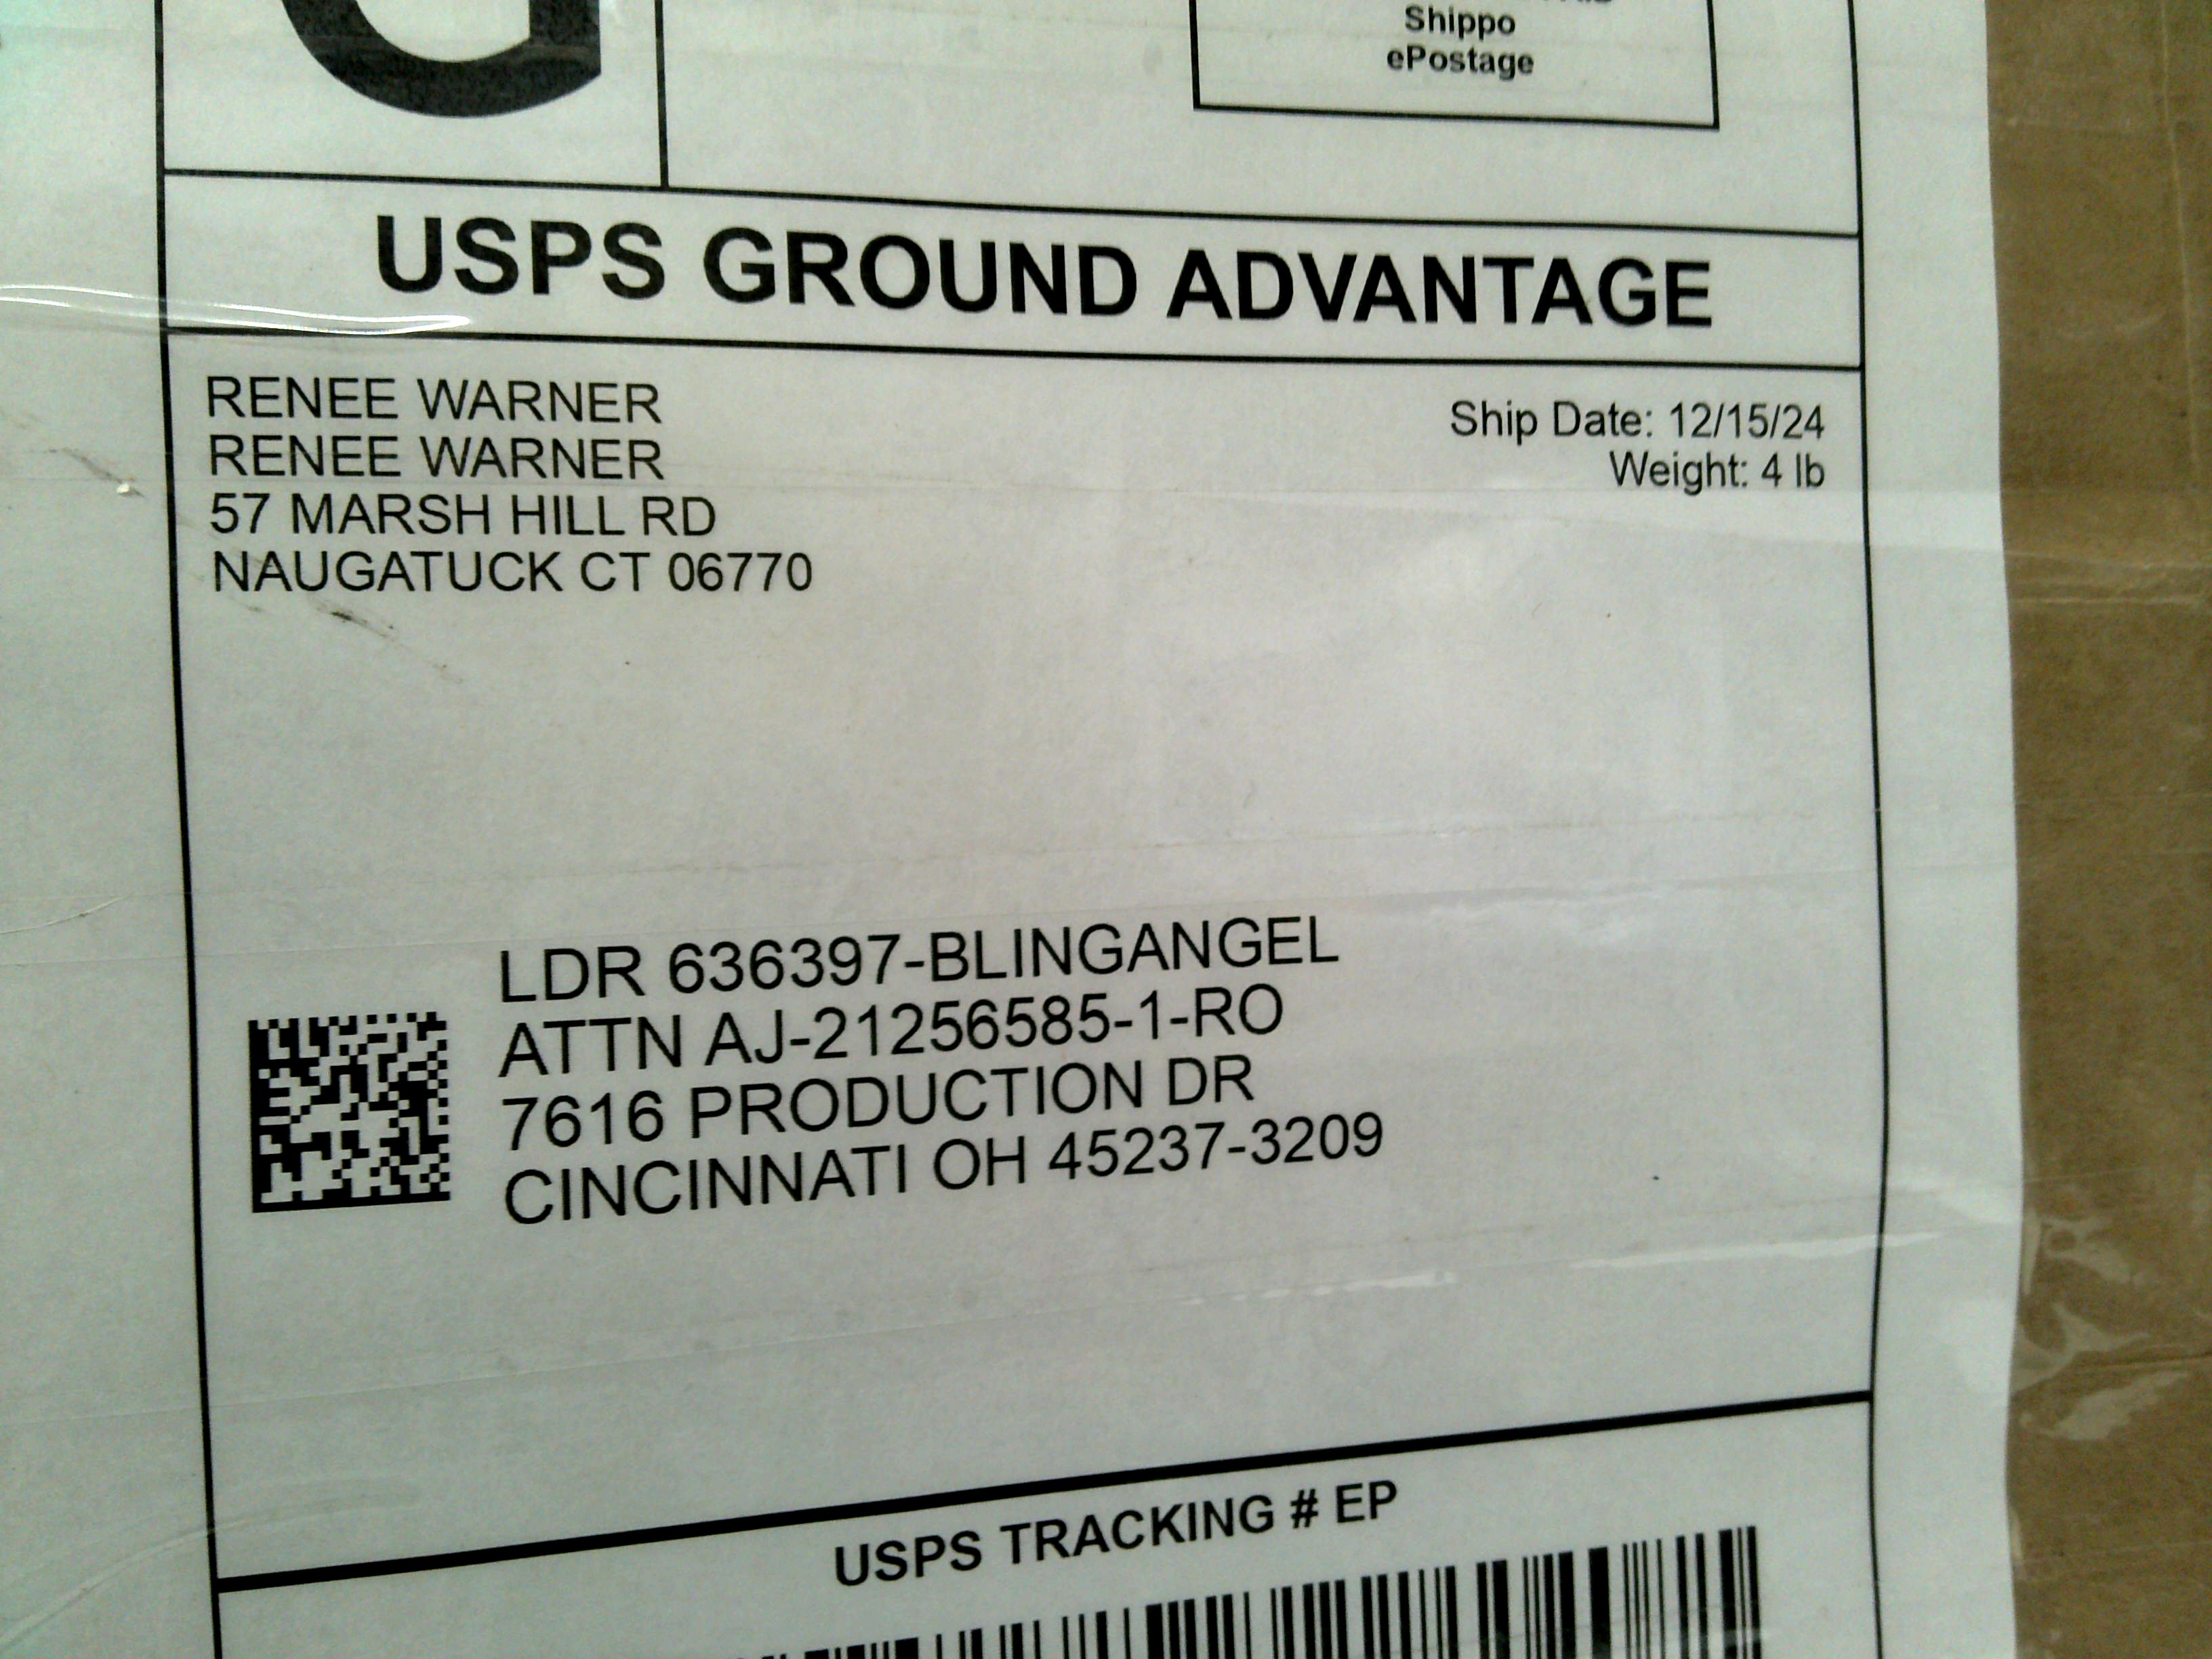 G
Shippo
ePostage
USPS GROUND ADVANTAGE
RENEE WARNER
RENEE WARNER
57 MARSH HILL RD
NAUGATUCK CT 06770
Ship Date: 12/15/24
Weight: 4 lb
LDR 636397-BLINGANGEL
ATTN AJ-21256585-1-RO
7616 PRODUCTION DR
CINCINNATI OH 45237-3209
USPS TRACKING # EP